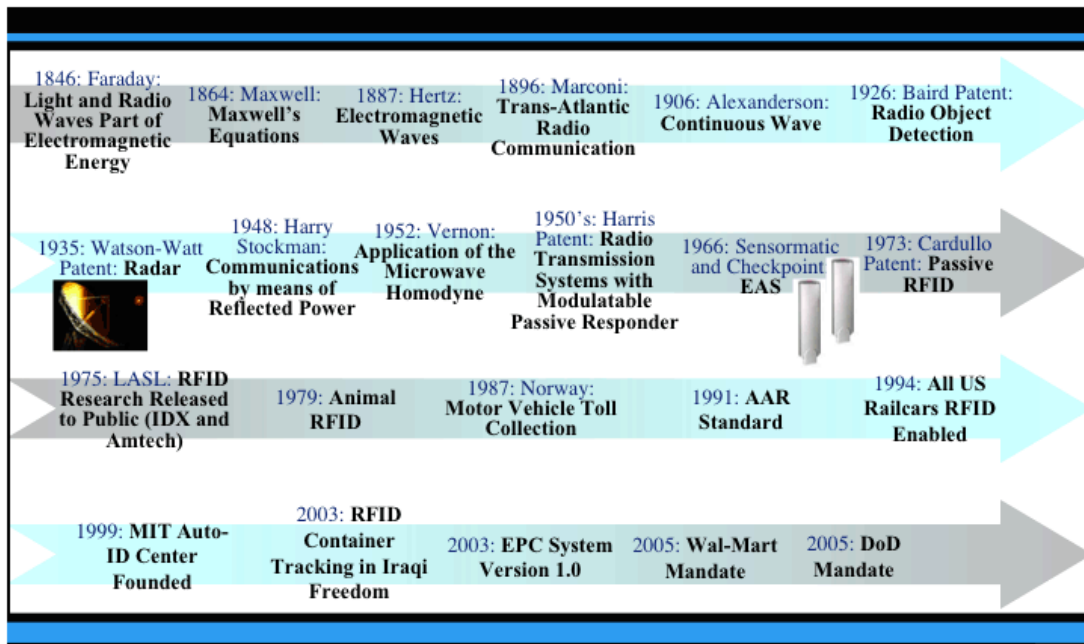 1846: Faraday:
Light and Radio
Waves Part of
Electromagnetic
Energy
1864: Maxwell:
Maxwell's
Equations
1887: Hertz:
Electromagnetic
Waves
1896: Marconi:
Trans-Atlantic
Radio
Communication
1906: Alexanderson:
Continuous Wave
1926: Baird Patent:
Radio Object
Detection
1935: Watson-Watt
Patent: Radar
1948: Harry
Stockman:
Communications
by means of
Reflected Power
1952: Vernon:
Application of the
Microwave
Homodyne
1950's: Harris
Patent: Radio
Transmission
Systems with
Modulatable
Passive Responder
1966: Sensormatic
and Checkpoint
EAS
1973: Cardullo
Patent: Passive
RFID
1975: LASL: RFID
Research Released
to Public (IDX and
Amtech)
1979: Animal
RFID
1987: Norway:
Motor Vehicle Toll
Collection
1991: AAR
Standard
1994: All US
Railcars RFID
Enabled
1999: MIT Auto-
ID Center
Founded
2003: RFID
Container
Tracking in Iraqi
Freedom
2003: EPC System
Version 1.0
2005: Wal-Mart
Mandate
2005: DoD
Mandate